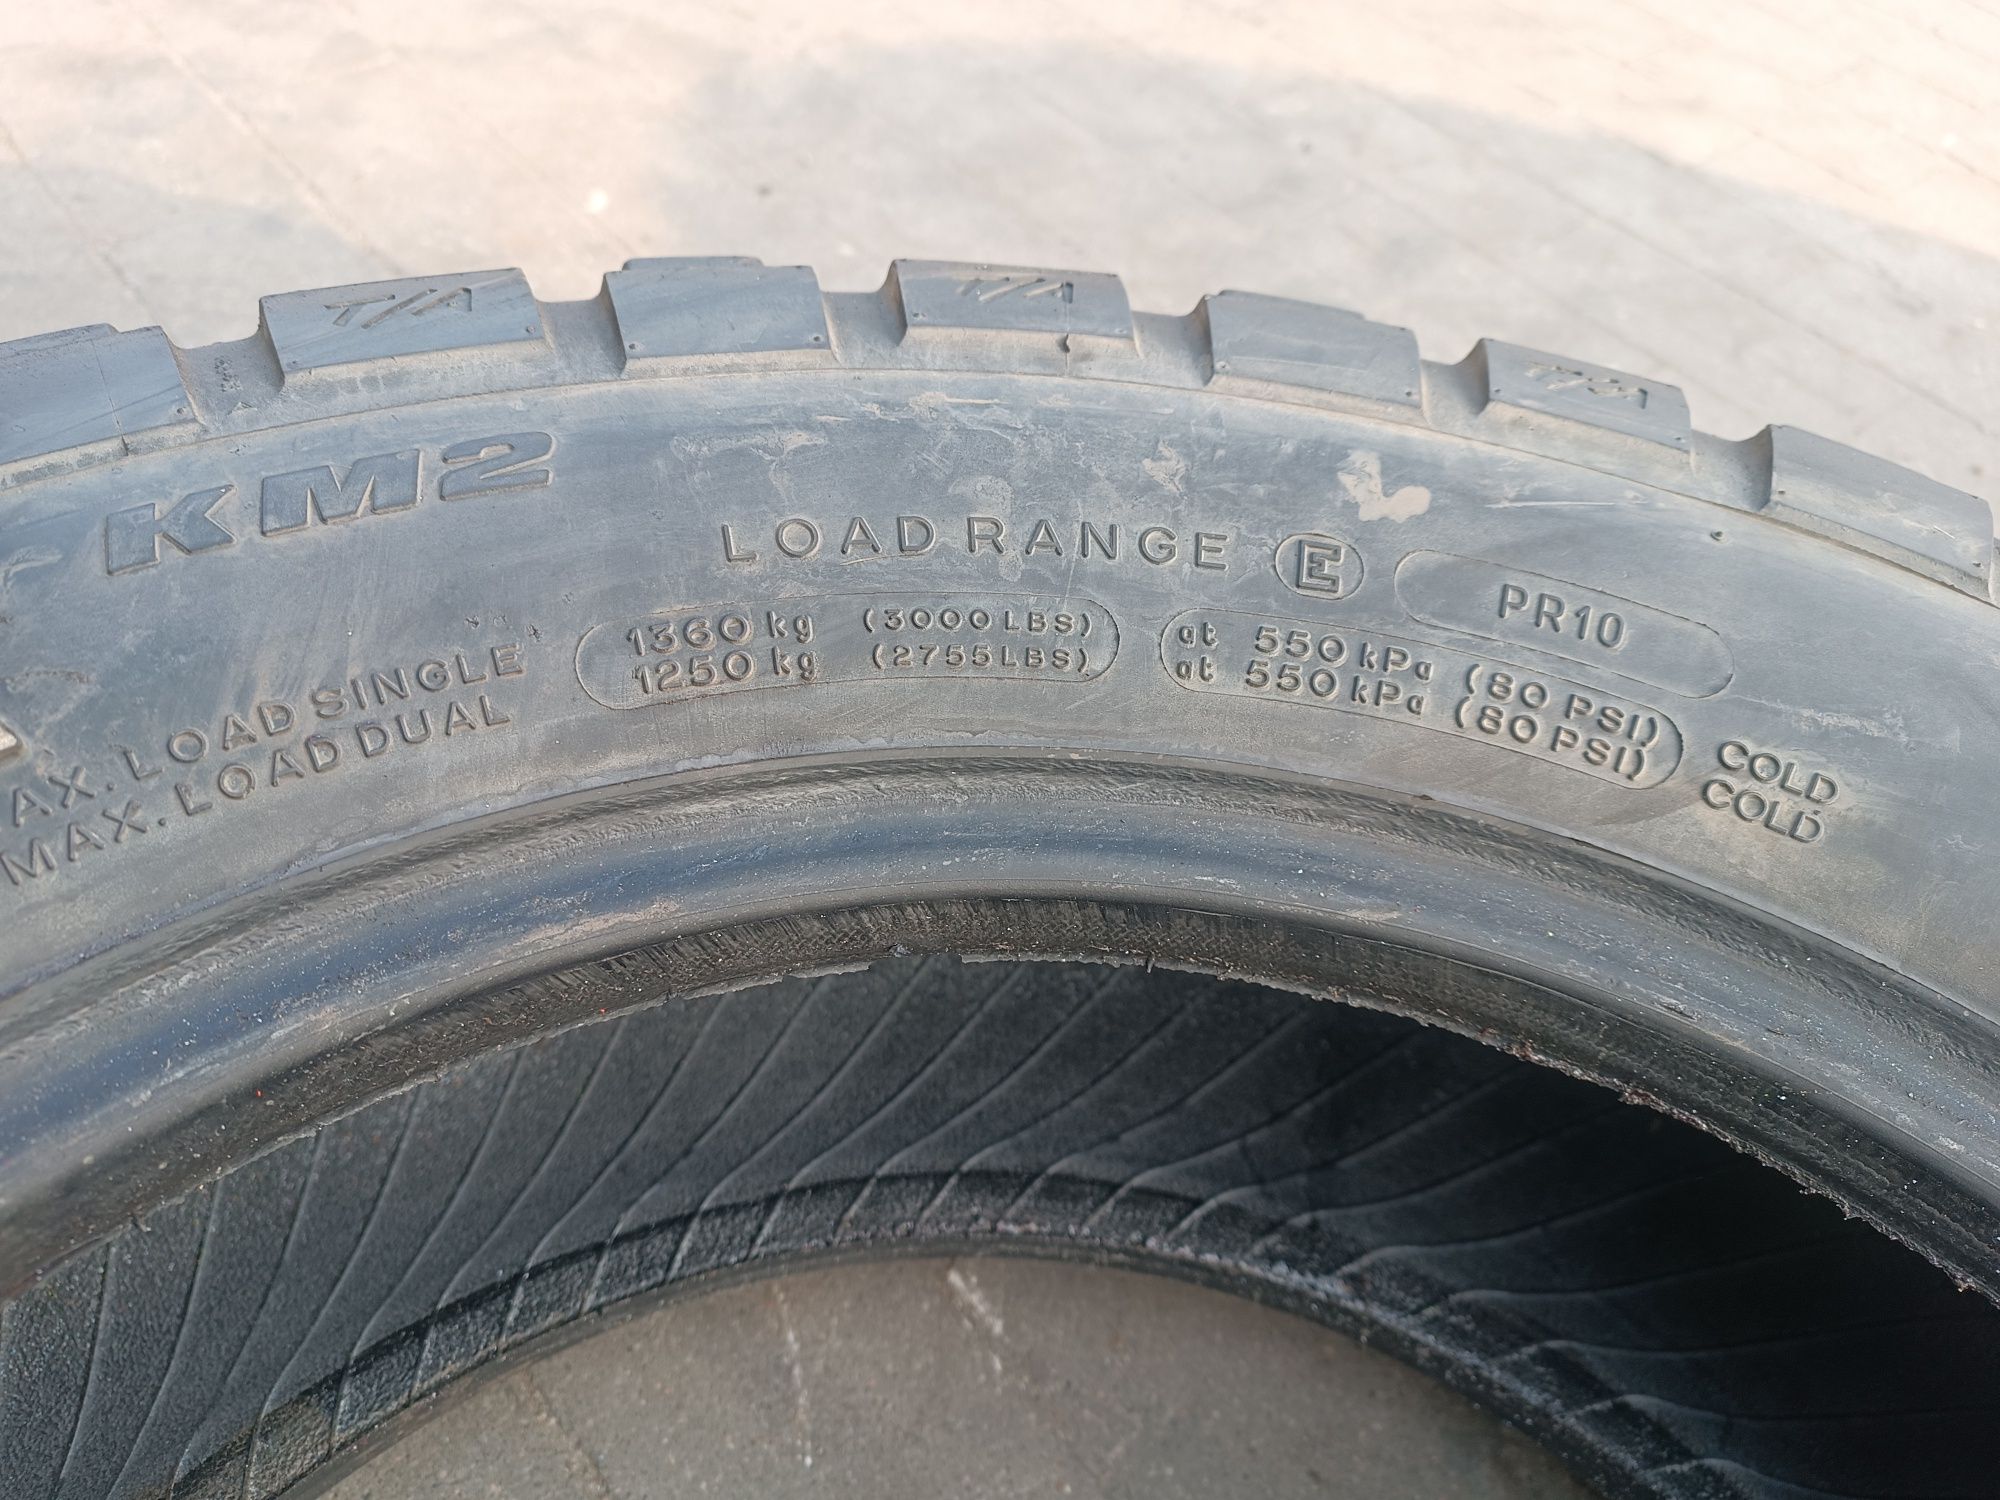 T/A
T/A
T/A
KM2
LOAD RANGE E
PR10
MAX. LOAD SINGLE 1360 kg (3000 LBS) at 550 kPa (80 PSI) COLD
MAX. LOAD DUAL 1250 kg (2755 LBS) at 550 kPa (80 PSI) COLD